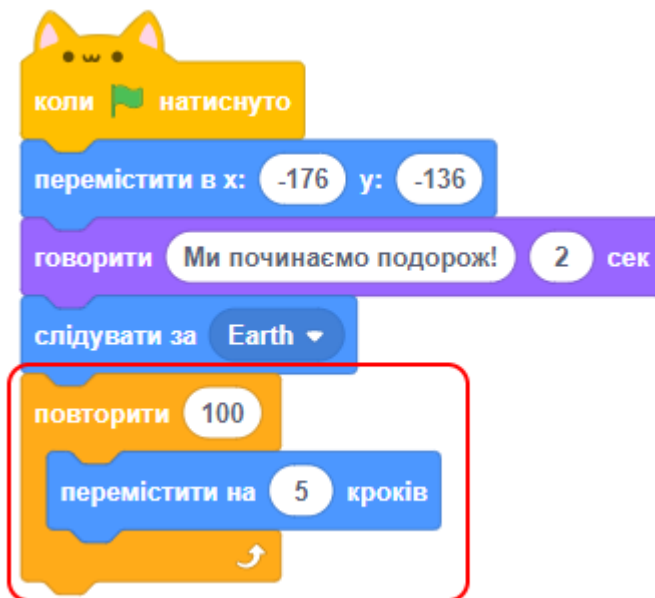 коли натиснуто
перемістити в x: -176 y: -136
говорити Ми починаємо подорож! 2 сек
слідувати за Earth
повторити 100
перемістити на 5 кроків